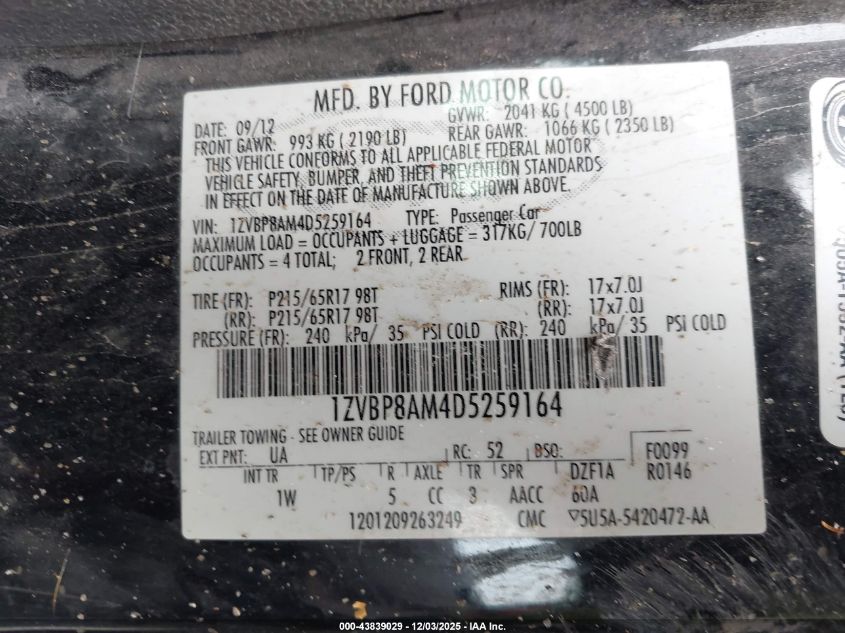 MFD. BY FORD MOTOR CO.
DATE: 09/12 GVWR: 2041 KG ( 4500 LB)
FRONT GAWR: 993 KG ( 2190 LB) REAR GAWR: 1066 KG ( 2350 LB)
THIS VEHICLE CONFORMS TO ALL APPLICABLE FEDERAL MOTOR
VEHICLE SAFETY, BUMPER, AND THEFT PREVENTION STANDARDS
IN EFFECT ON THE DATE OF MANUFACTURE SHOWN ABOVE.
VIN: 1ZVBP8AM4D5259164 TYPE: Passenger Car
MAXIMUM LOAD = OCCUPANTS + LUGGAGE = 317KG/ 700LB
OCCUPANTS = 4 TOTAL; 2 FRONT, 2 REAR
TIRE (FR): P215/65R17 98T RIMS (FR): 17x7.0J
(RR): P215/65R17 98T (RR): 17x7.0J
PRESSURE (FR): 240 kPa/ 35 PSI COLD (RR): 240 kPa/ 35 PSI COLD
1ZVBP8AM4D5259164
TRAILER TOWING - SEE OWNER GUIDE
EXT PNT: UA RC: 52 BSO: F0099
INT TR TP/PS R AXLE TR SPR DZF1A R0146
1W 5 CC 3 AACC 60A
1201209263249 CMC 5U5A-5420472-AA
000-43839029 - 12/03/2025 - IAA Inc.